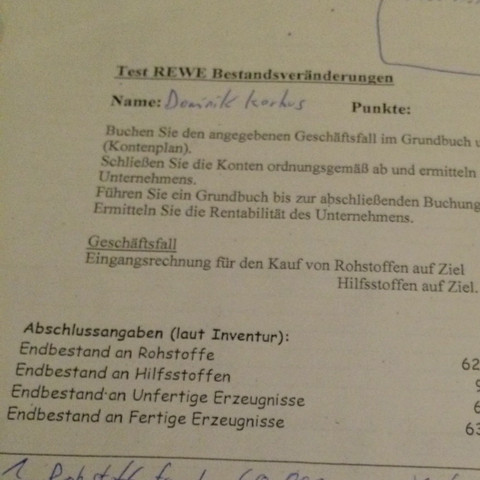 Test REWE Bestandsveränderungen
Name: Dominik
Punkte:
Buchen Sie den angegebenen Geschäftsfall im Grundbuch
(Kontenplan).
Schließen Sie die Konten ordnungsgemäß ab und ermitteln
Unternehmens.
Führen Sie ein Grundbuch bis zur abschließenden Buchung
Ermitteln Sie die Rentabilität des Unternehmens.
Geschäftsfall
Eingangsrechnung für den Kauf von Rohstoffen auf Ziel
Hilfsstoffen auf Ziel.
Abschlussangaben (laut Inventur):
Endbestand an Rohstoffe 62
Endbestand an Hilfsstoffen
Endbestand an Unfertige Erzeugnisse 6
Endbestand an Fertige Erzeugnisse 63